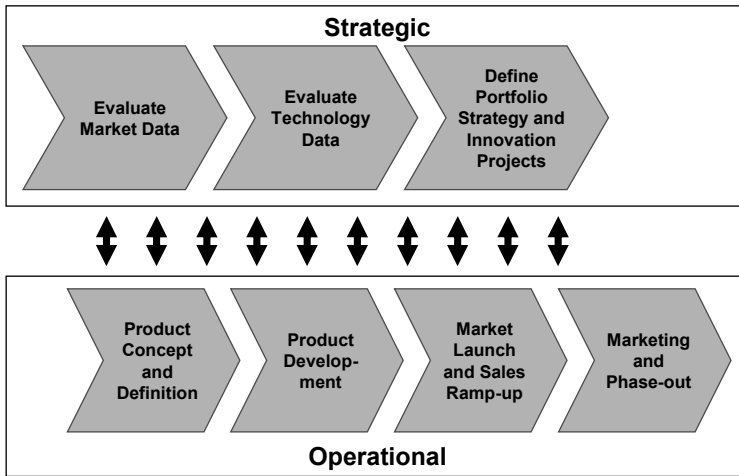 Strategic
Evaluate
Market Data
Evaluate
Technology
Data
Define
Portfolio
Strategy and
Innovation
Projects
Product
Concept
and
Definition
Product
Develop-
ment
Market
Launch
and Sales
Ramp-up
Marketing
and
Phase-out
Operational